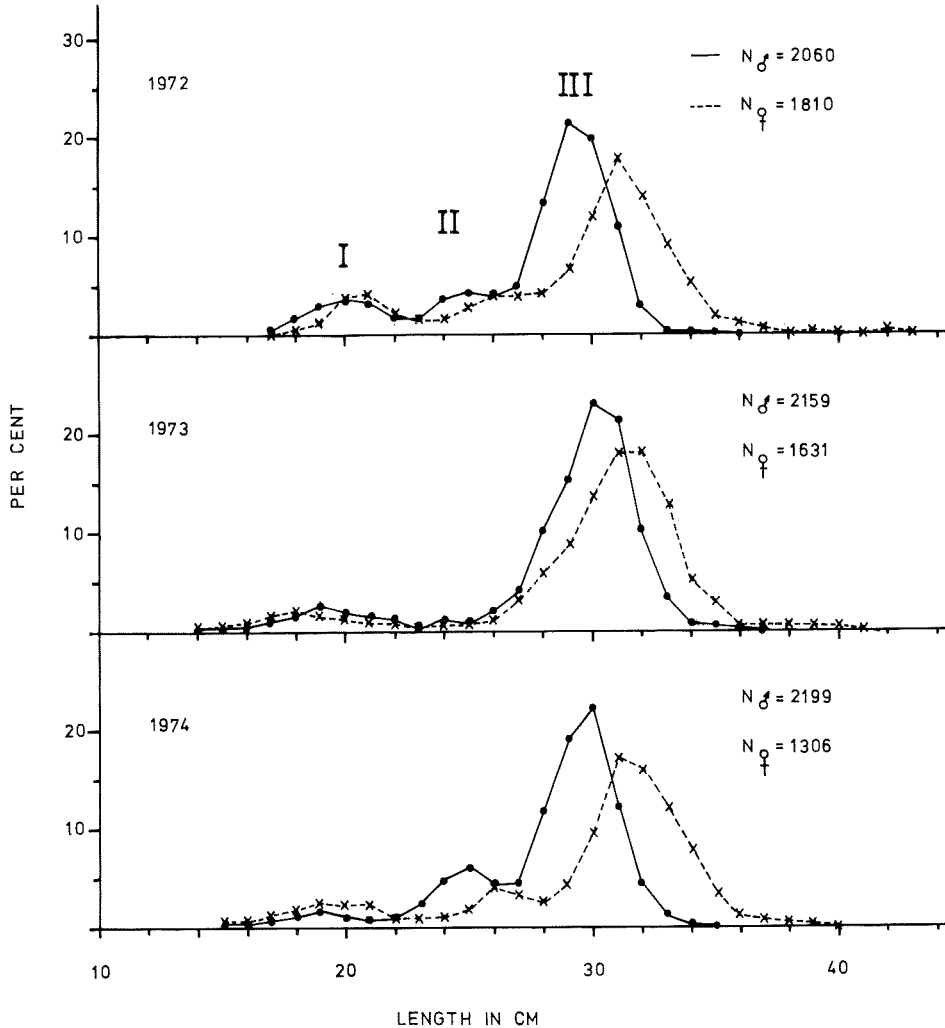 30
20
10
1972
I
II
III
N♂ = 2060
N♀ = 1810
PER CENT
20
10
1973
N♂ = 2159
N♀ = 1631
20
10
1974
N♂ = 2199
N♀ = 1306
10 20 30 40
LENGTH IN CM